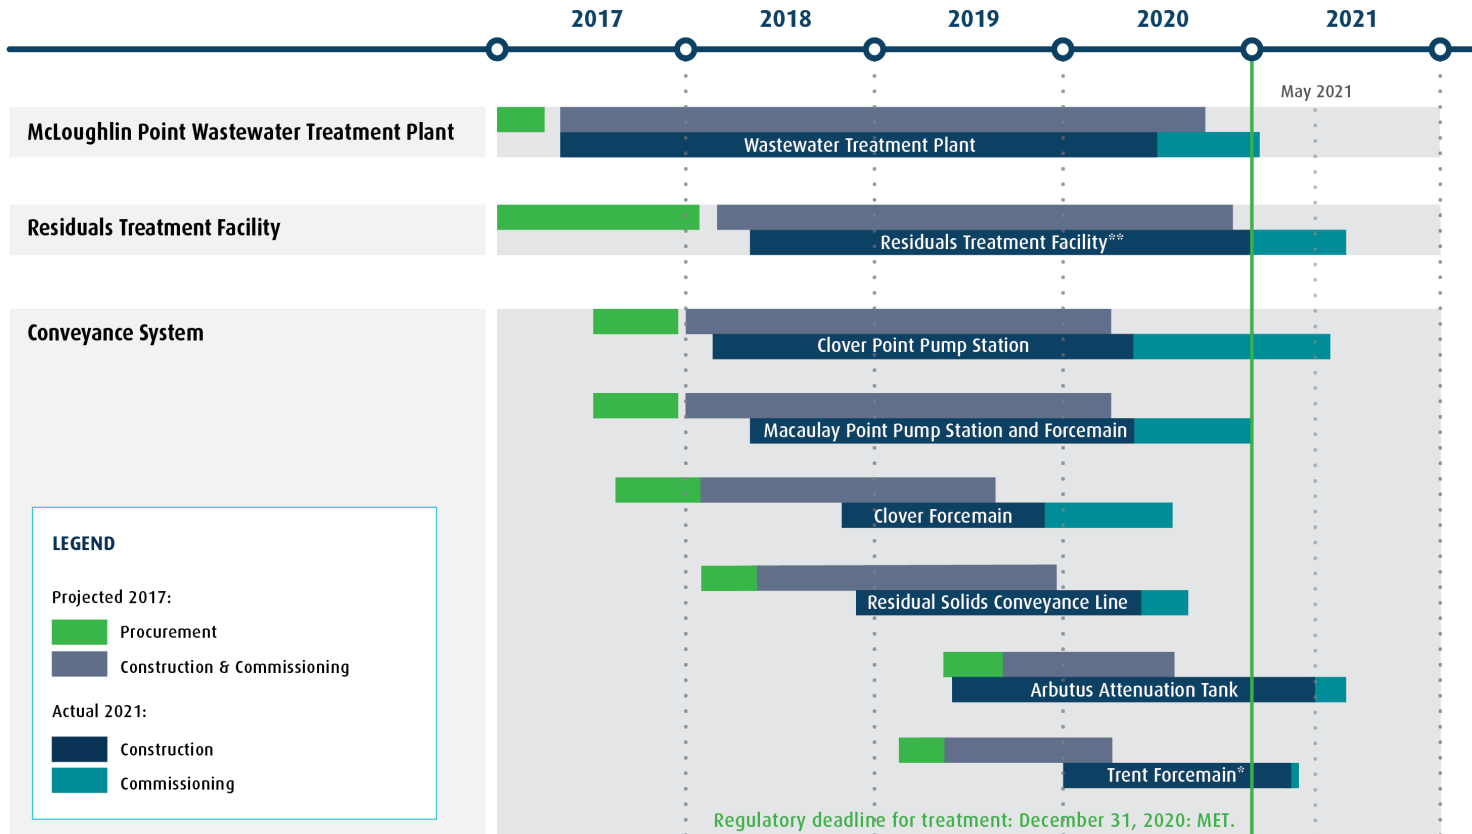 2017 2018 2019 2020 2021
May 2021
McLoughlin Point Wastewater Treatment Plant
Wastewater Treatment Plant
Residuals Treatment Facility
Residuals Treatment Facility**
Conveyance System
Clover Point Pump Station
Macaulay Point Pump Station and Forcemain
Clover Forcemain
Residual Solids Conveyance Line
Arbutus Attenuation Tank
Trent Forcemain*
LEGEND
Projected 2017:
Procurement
Construction & Commissioning
Actual 2021:
Construction
Commissioning
Regulatory deadline for treatment: December 31, 2020: MET.